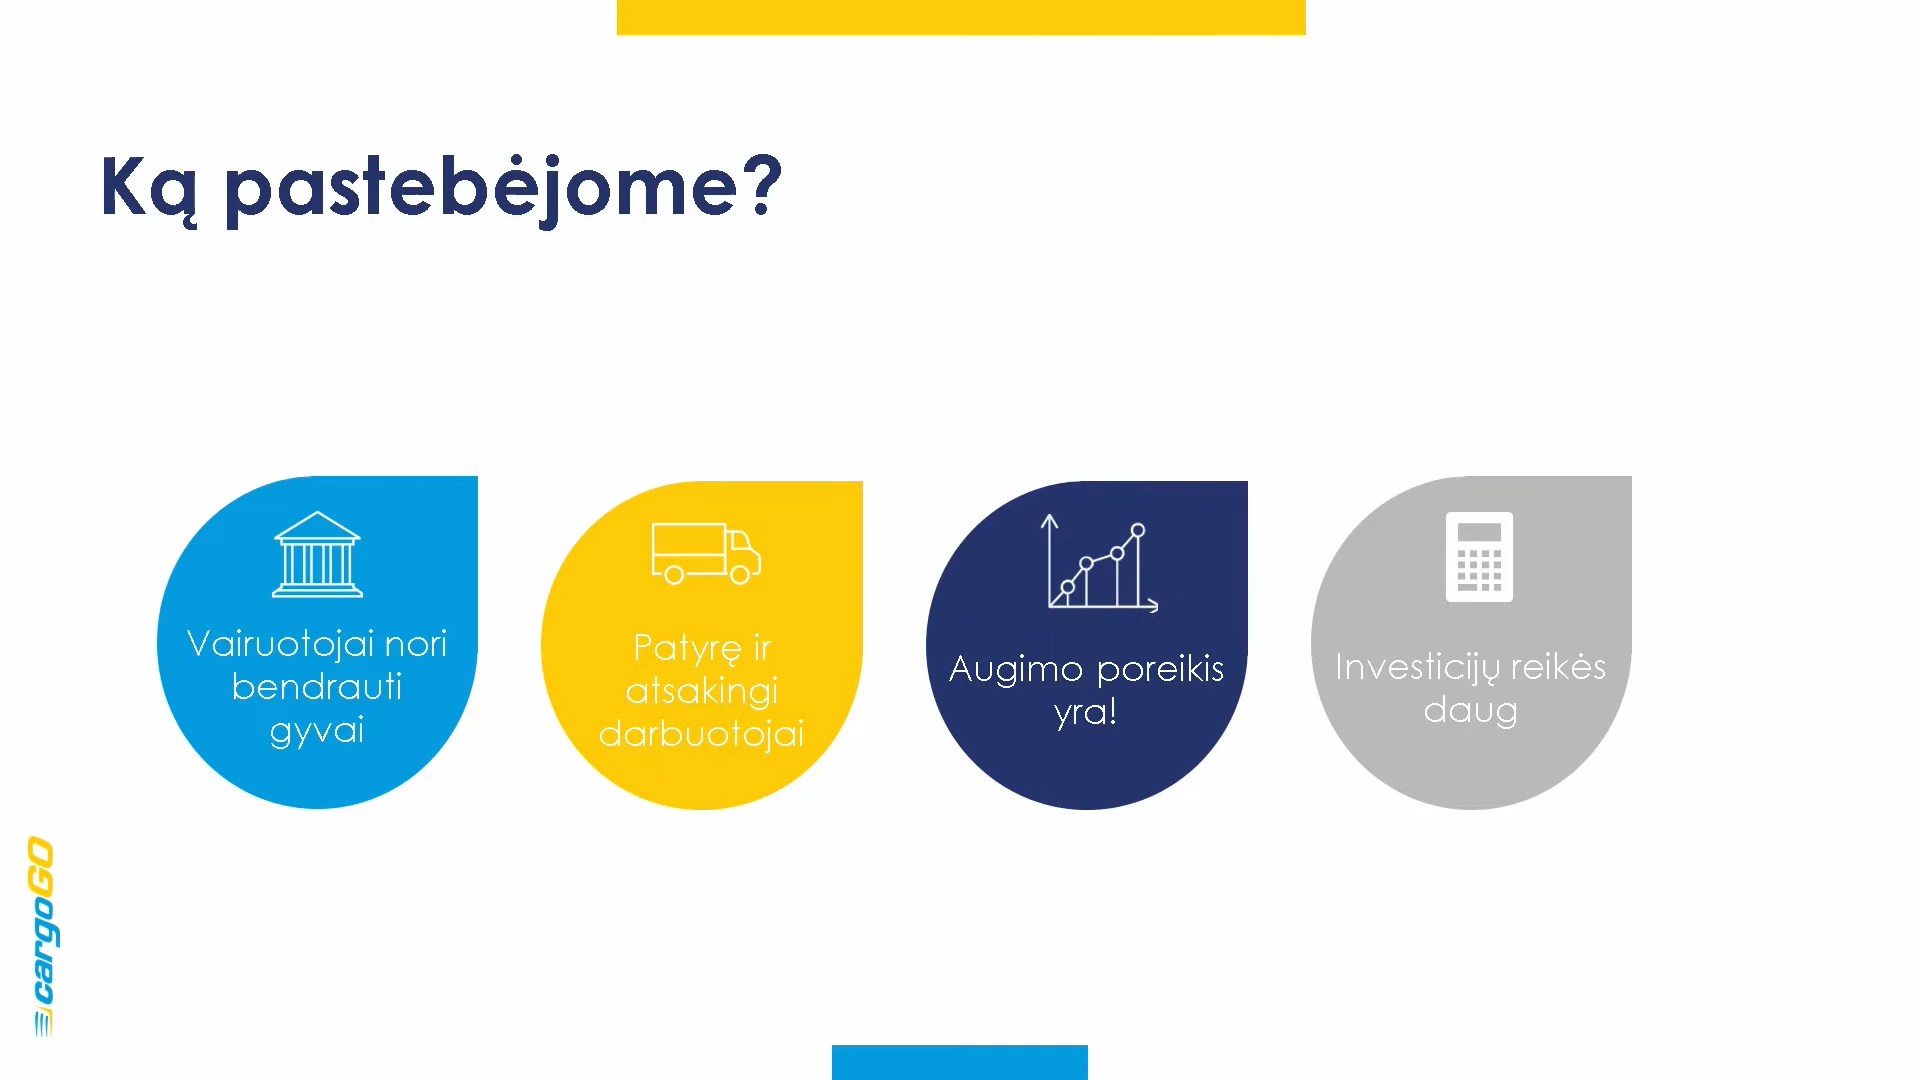 Ką pastebėjome?
Vairuotojai nori
bendrauti
gyvai
Patyrę ir
atsakingi
darbuotojai
Augimo poreikis
yra!
Investicijų reikės
daug
cargoGO